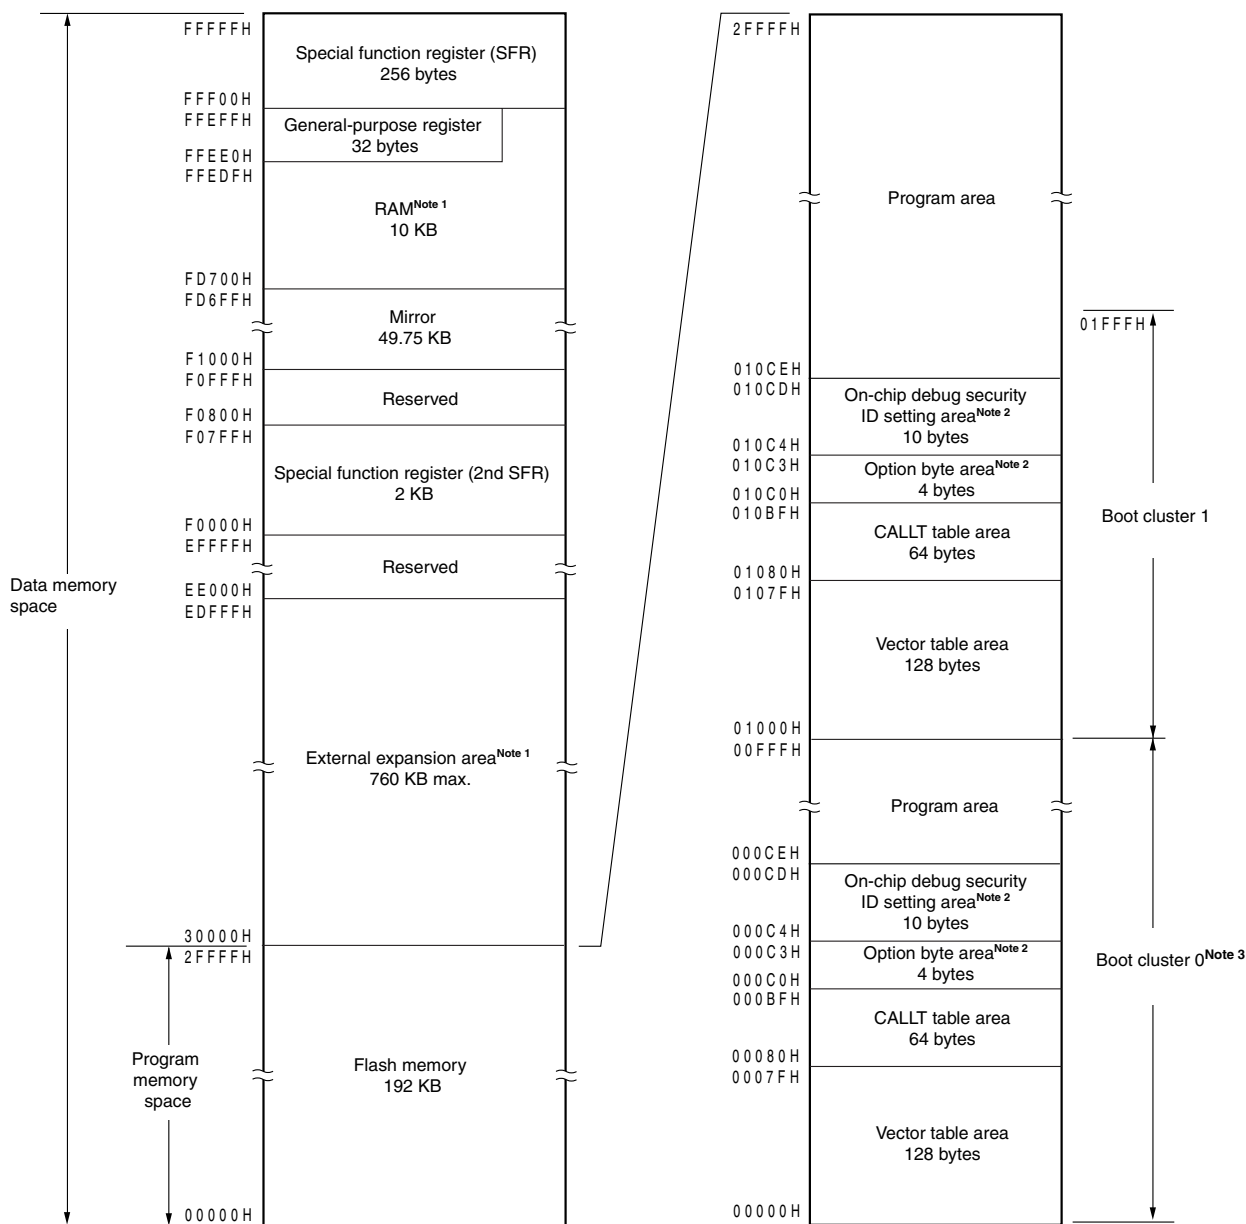 FFFFFH
Special function register (SFR)
256 bytes
FFF00H
FFEFFH
General-purpose register
32 bytes
FFEE0H
FFEDFH
RAMNote 1
10 KB
FD700H
FD6FFH
Mirror
49.75 KB
F1000H
F0FFFH
Reserved
F0800H
F07FFH
Special function register (2nd SFR)
2 KB
F0000H
EFFFFH
Reserved
EE000H
EDFFFH
Data memory
space
External expansion areaNote 1
760 KB max.
30000H
2FFFFH
Program
memory
space
Flash memory
192 KB
00000H
2FFFFH
Program area
01FFFH
010CEH
010CDH
On-chip debug security
ID setting areaNote 2
10 bytes
010C4H
010C3H
Option byte areaNote 2
4 bytes
010C0H
010BFH
CALLT table area
64 bytes
Boot cluster 1
01080H
0107FH
Vector table area
128 bytes
01000H
00FFFH
Program area
000CEH
000CDH
On-chip debug security
ID setting areaNote 2
10 bytes
000C4H
000C3H
Option byte areaNote 2
4 bytes
Boot cluster 0Note 3
000C0H
000BFH
CALLT table area
64 bytes
00080H
0007FH
Vector table area
128 bytes
00000H